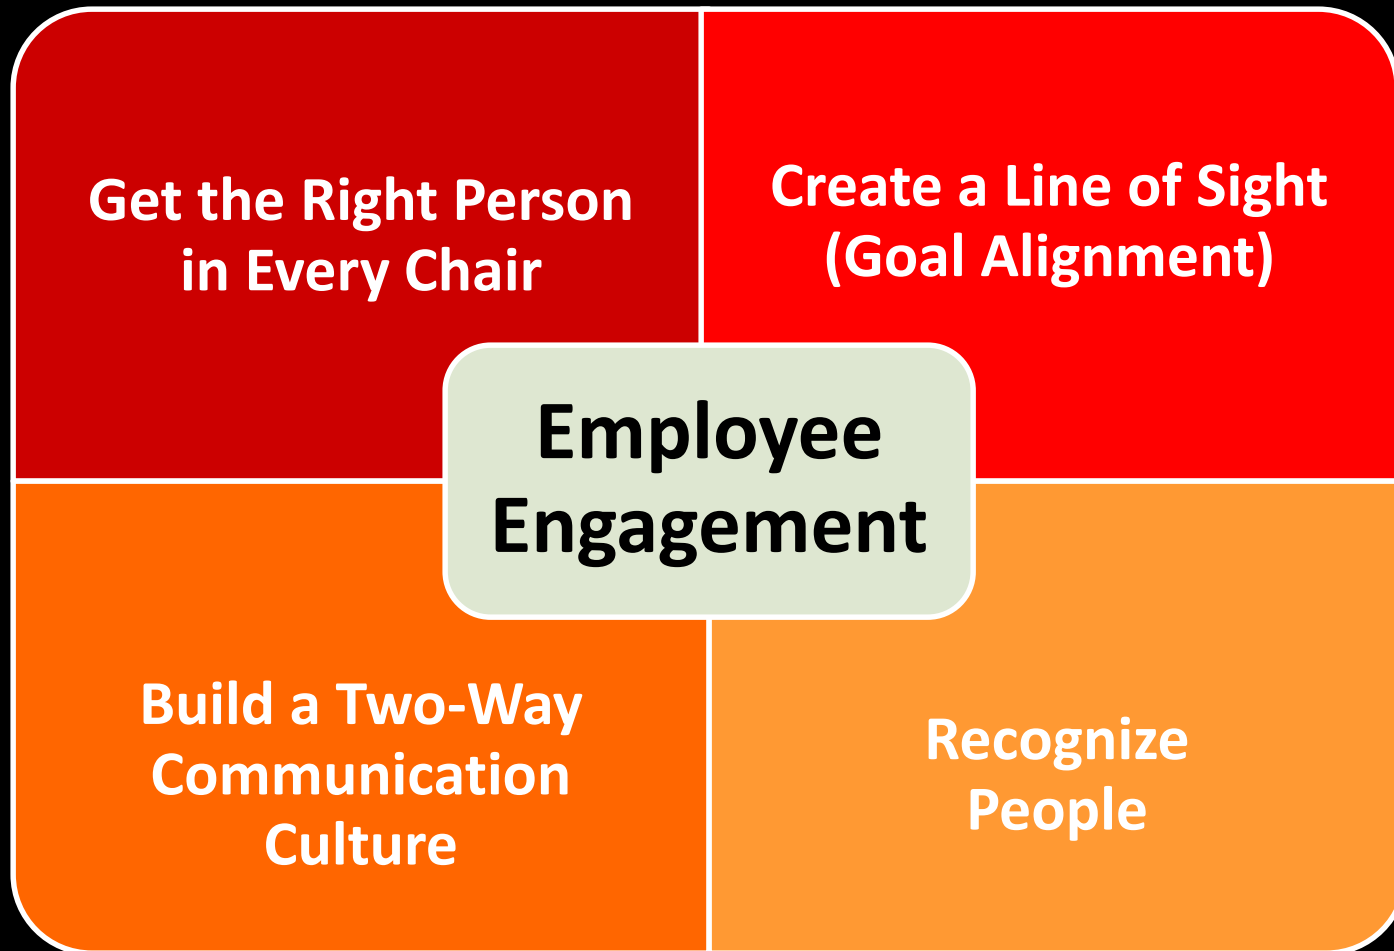 Get the Right Person
in Every Chair
Create a Line of Sight
(Goal Alignment)
Employee
Engagement
Build a Two-Way
Communication
Culture
Recognize
People